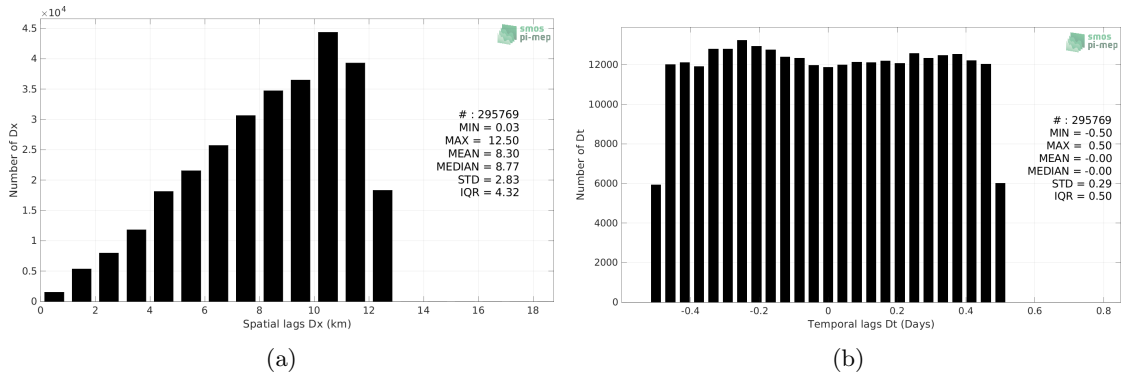 ×10⁴
4.5
4
3.5
3
2.5
2
1.5
1
0.5
0
Number of Dx
0 2 4 6 8 10 12 14 16 18
Spatial lags Dx (km)
smos
pi-mep
# : 295769
MIN = 0.03
MAX = 12.50
MEAN = 8.30
MEDIAN = 8.77
STD = 2.83
IQR = 4.32
(a)
12000
10000
8000
6000
4000
2000
0
Number of Dt
-0.4 -0.2 0 0.2 0.4 0.6 0.8
Temporal lags Dt (Days)
smos
pi-mep
# : 295769
MIN = -0.50
MAX = 0.50
MEAN = -0.00
MEDIAN = -0.00
STD = 0.29
IQR = 0.50
(b)